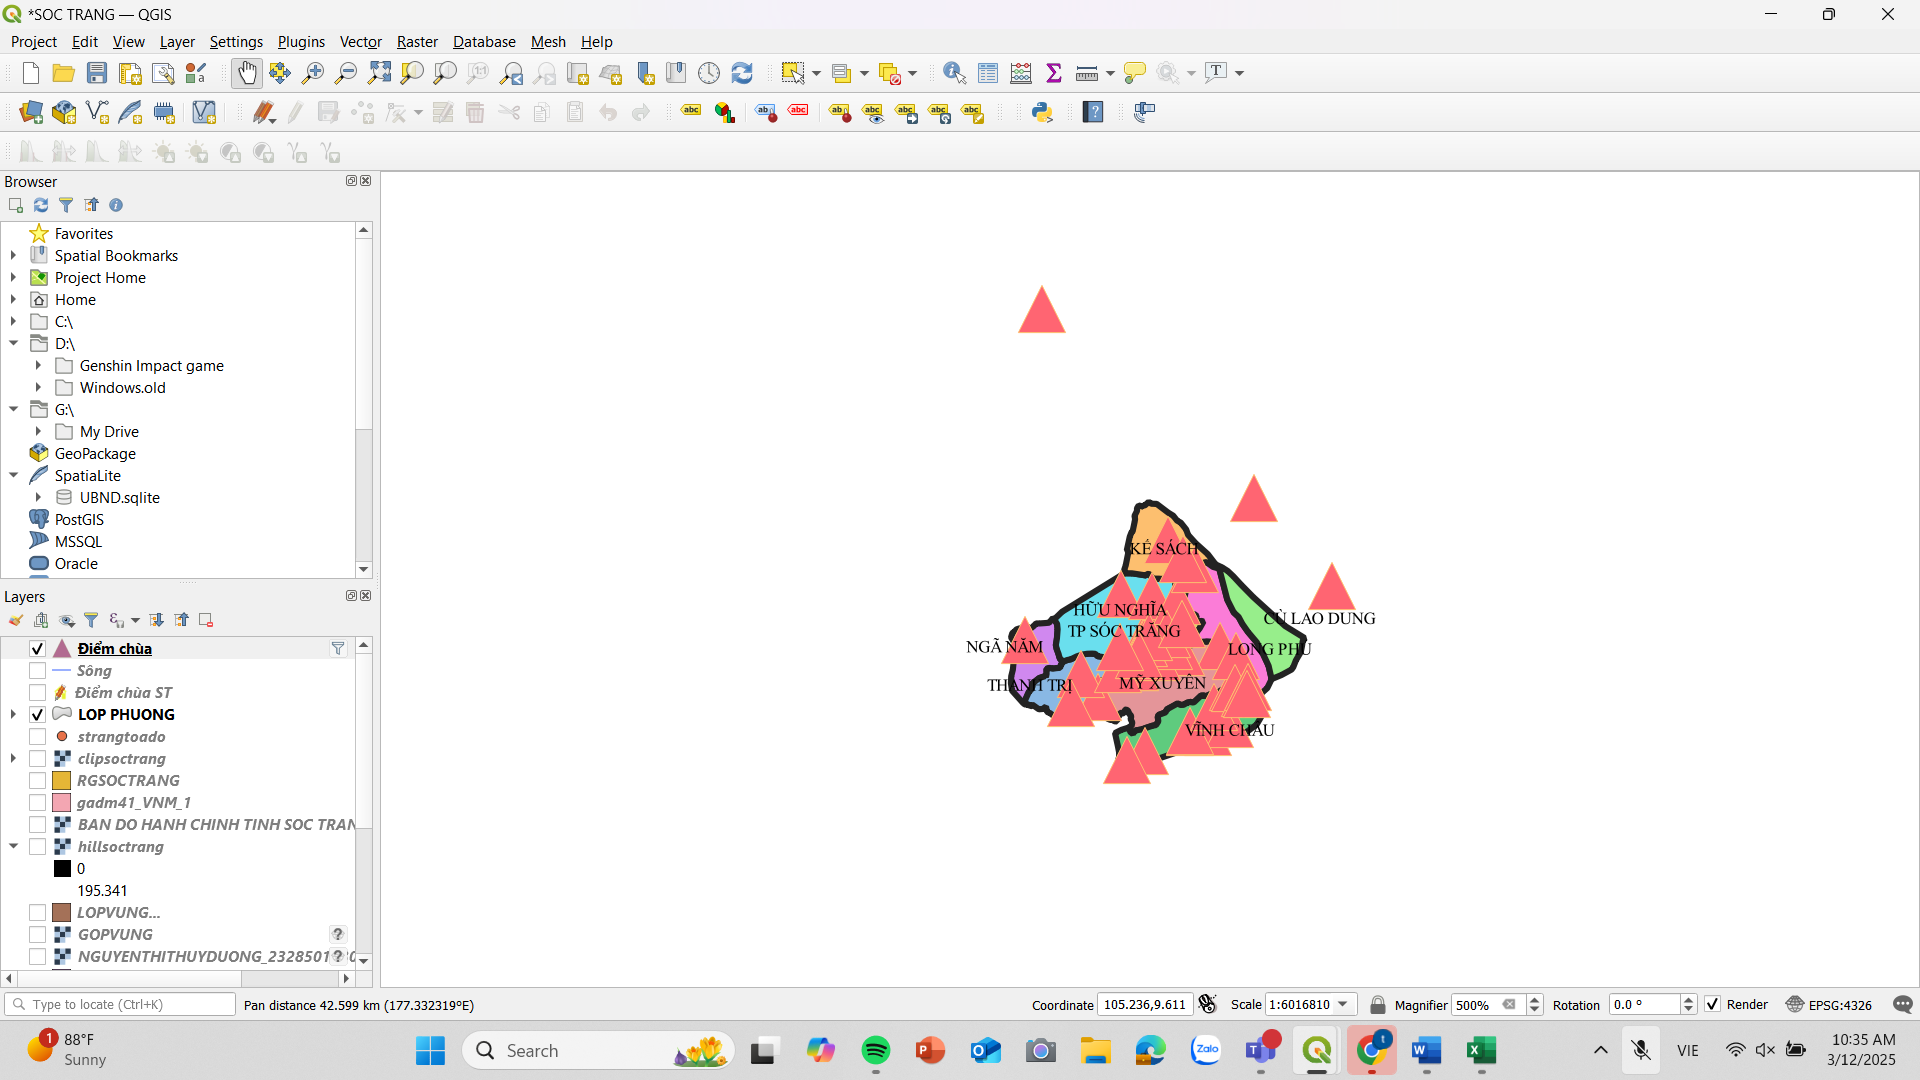 *SOC TRANG — QGIS
Project Edit View Layer Settings Plugins Vector Raster Database Mesh Help
Browser
Favorites
Spatial Bookmarks
Project Home
Home
C:\
D:\
Genshin Impact game
Windows.old
G:\
My Drive
GeoPackage
SpatiaLite
UBND.sqlite
PostGIS
MSSQL
Oracle
Layers
Điểm chùa
Sông
Điểm chùa ST
LOP PHUONG
strangtoado
clipsoctrang
RGSOCTRANG
gadm41_VNM_1
BAN DO HANH CHINH TINH SOC TRAN
hillsoctrang
0
195.341
LOPVUNG...
GOPVUNG
NGUYENTHITHUYDUONG_2328501
KẾ SÁCH
HỮU NGHĨA
CÙ LAO DUNG
TP SÓC TRĂNG
NGÃ NĂM
LONG PHÚ
THẠNH TRỊ
MỸ XUYÊN
VĨNH CHÂU
Type to locate (Ctrl+K)
Pan distance 42.599 km (177.332319°E)
Coordinate 105.236,9.611 Scale 1:6016810 Magnifier 500% Rotation 0.0 ° Render EPSG:4326
1 88°F
Sunny
Search
Zalo
VIE
10:35 AM
3/12/2025